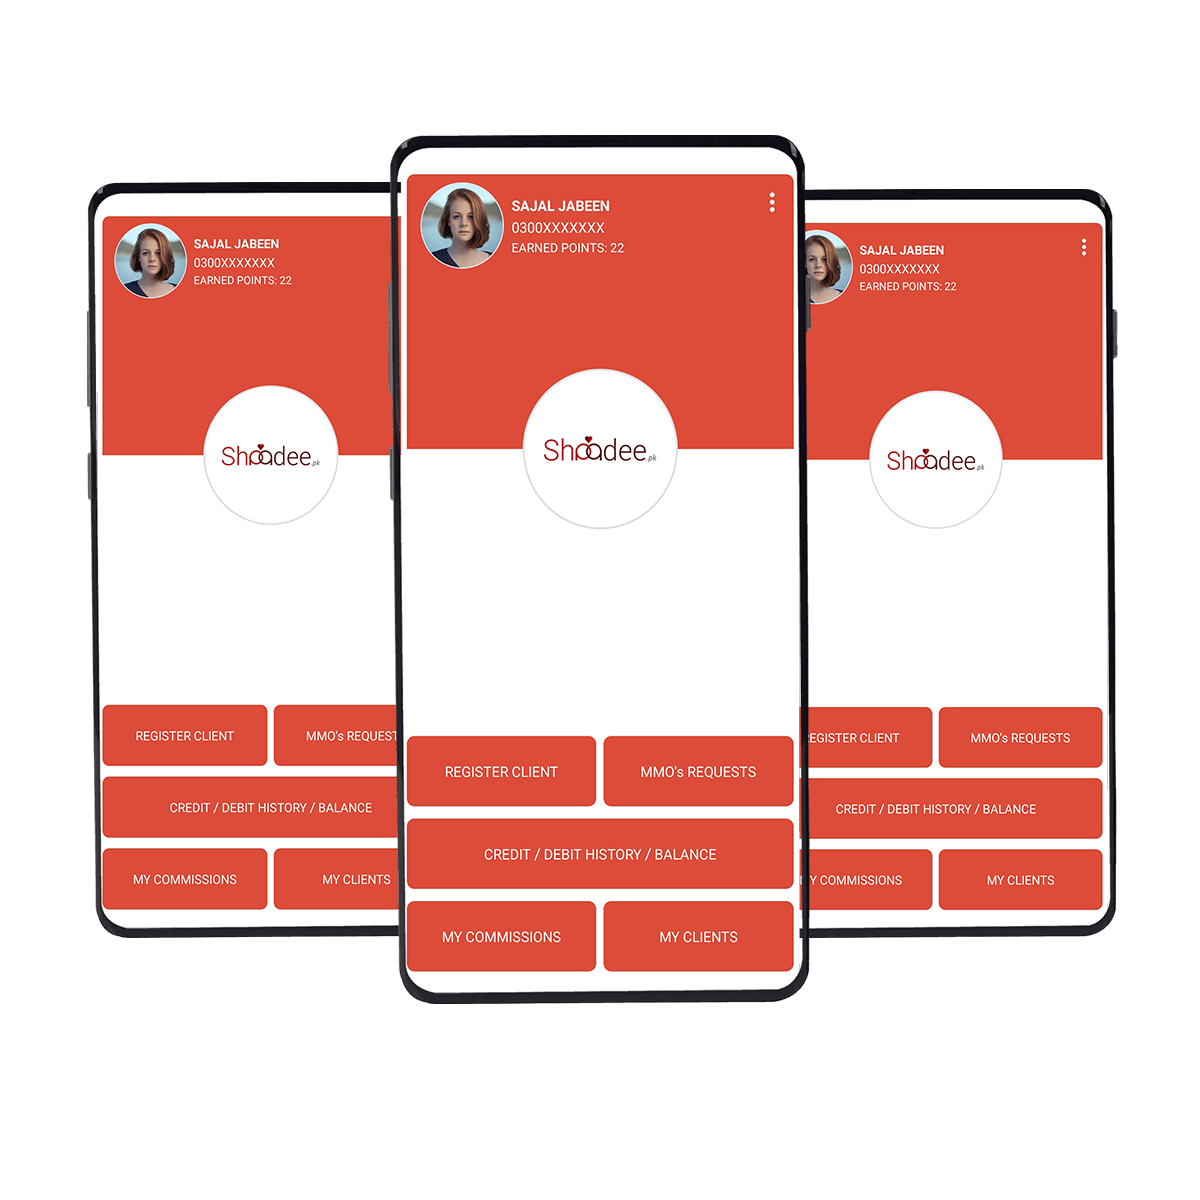 SAJAL JABEEN
0300XXXXXXX
EARNED POINTS: 22
Shaadee.pk
REGISTER CLIENT
MMO's REQUEST
CREDIT / DEBIT HISTORY / BALANCE
MY COMMISSIONS
MY CLIENTS
SAJAL JABEEN
0300XXXXXXX
EARNED POINTS: 22
Shaadee.pk
REGISTER CLIENT
MMO's REQUESTS
CREDIT / DEBIT HISTORY / BALANCE
MY COMMISSIONS
MY CLIENTS
SAJAL JABEEN
0300XXXXXXX
EARNED POINTS: 22
Shaadee.pk
EGISTER CLIENT
MMO's REQUESTS
CREDIT / DEBIT HISTORY / BALANCE
Y COMMISSIONS
MY CLIENTS